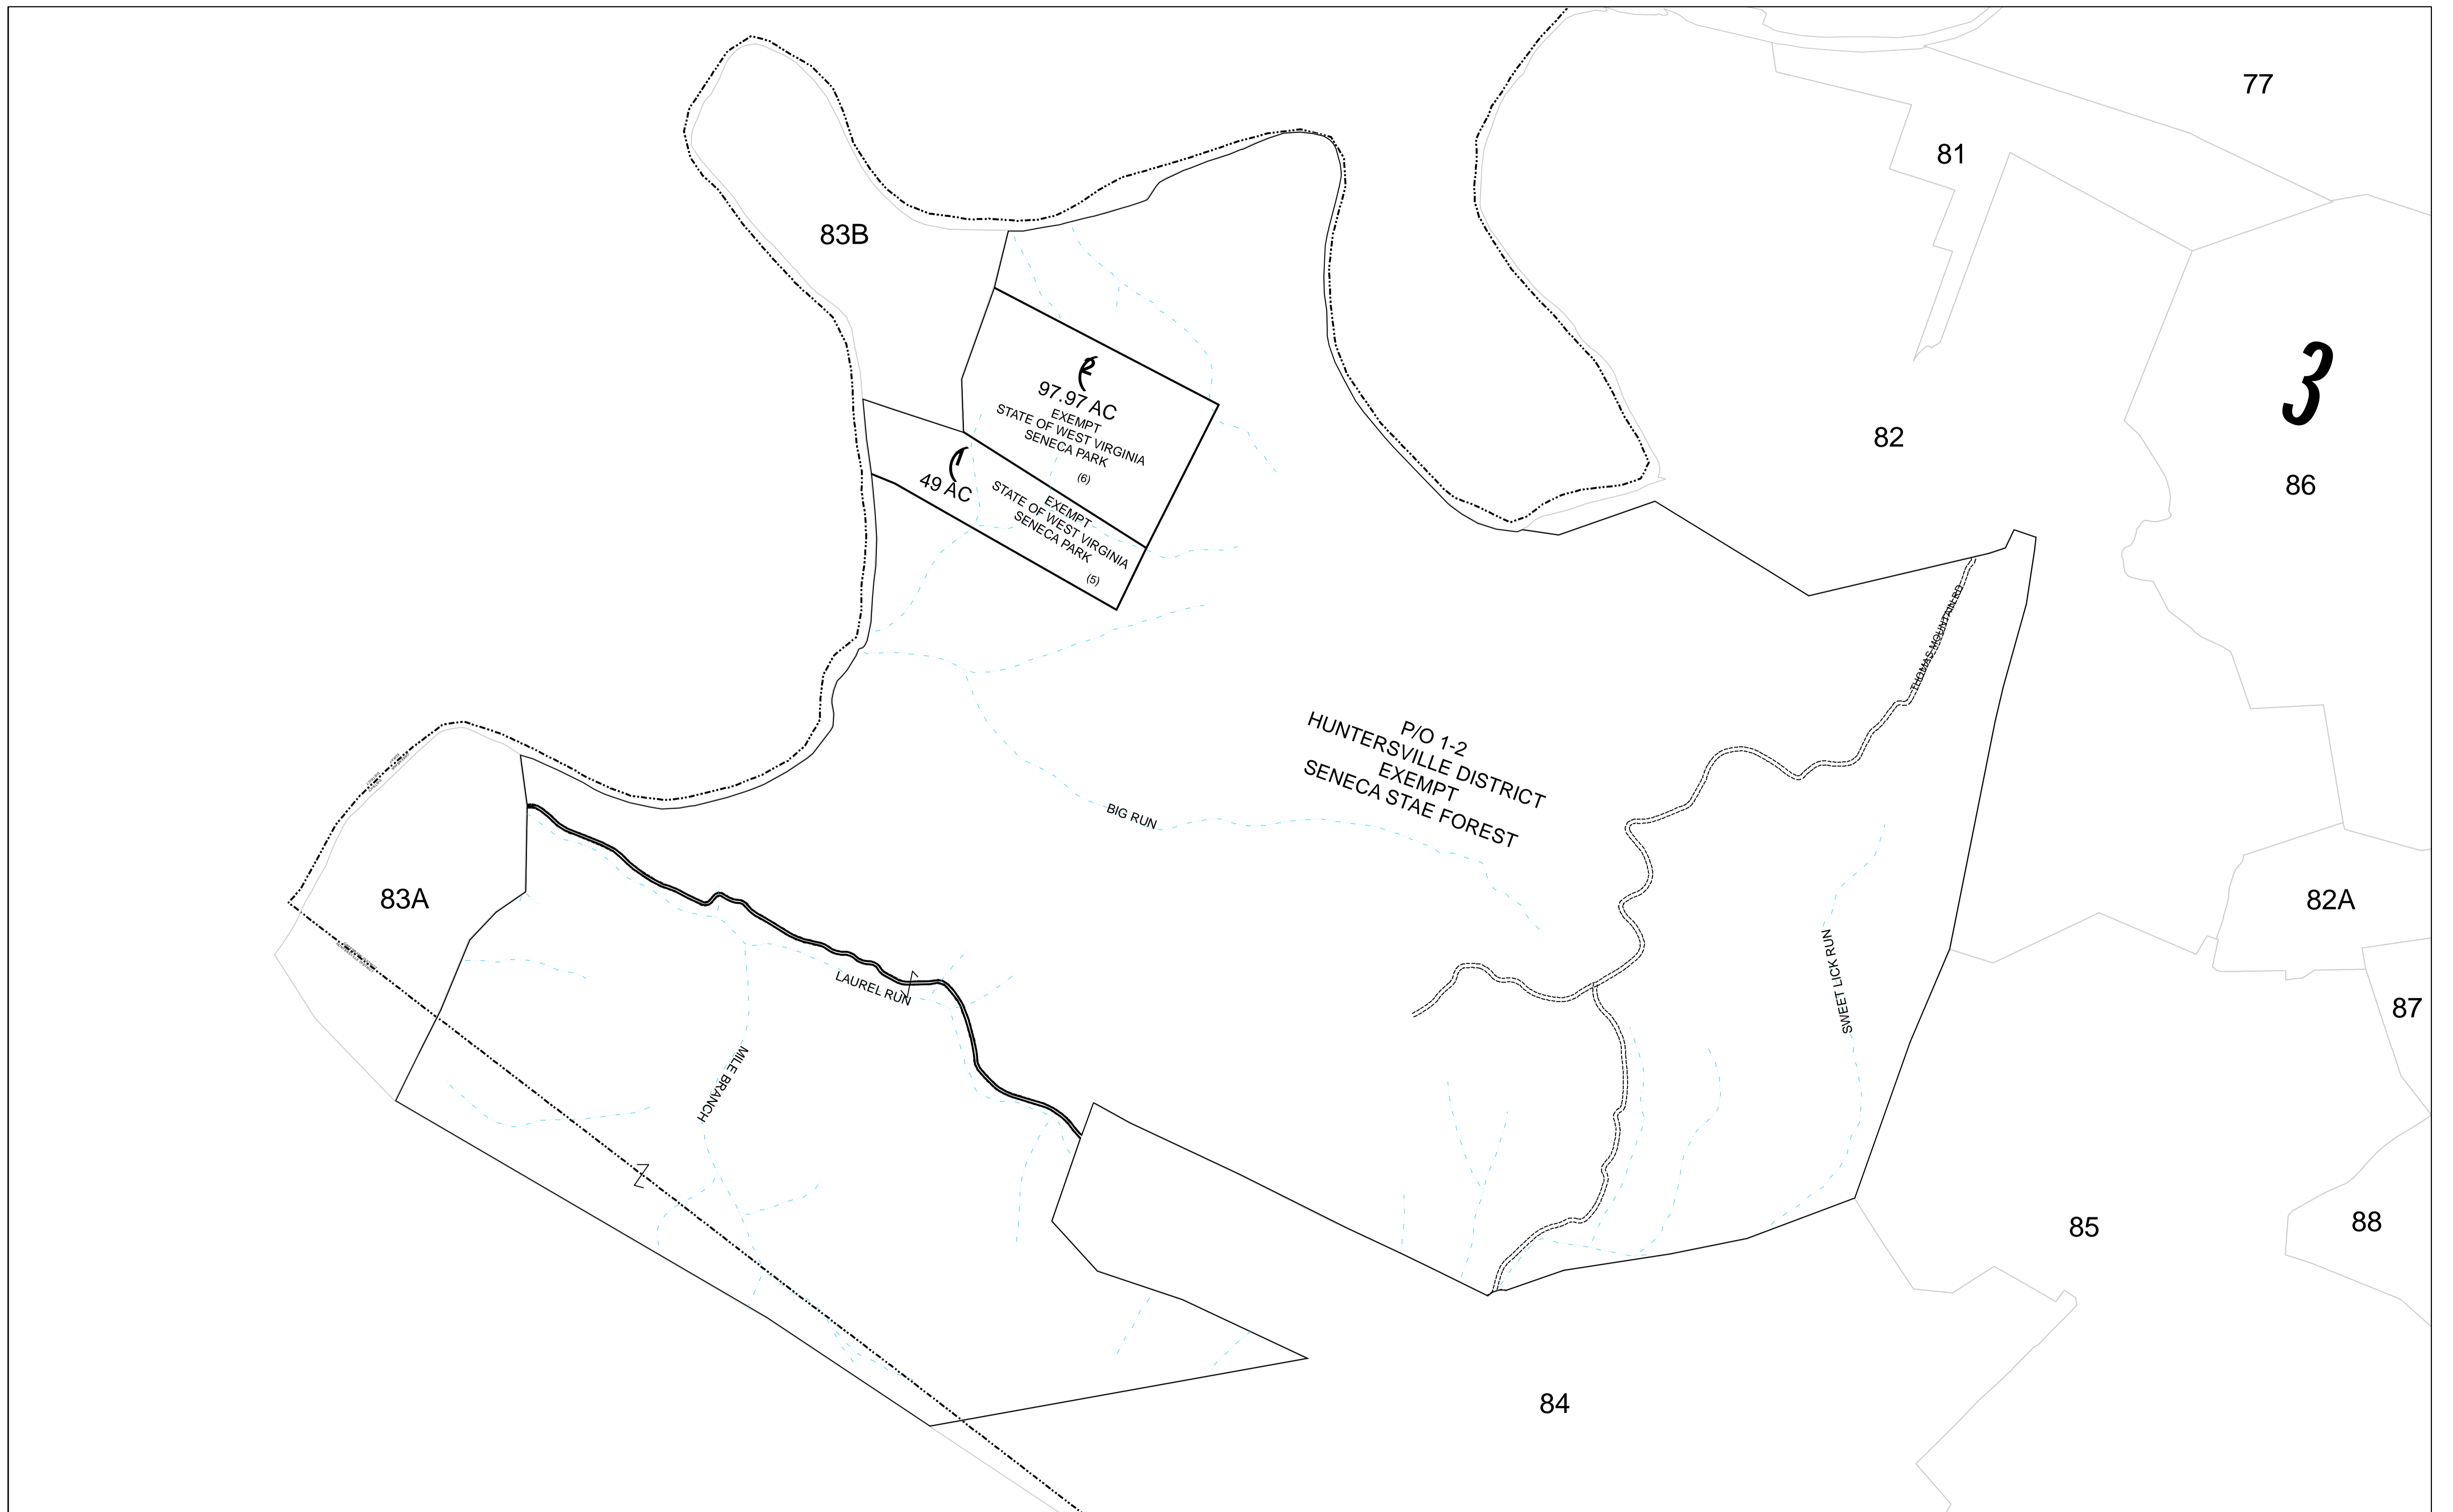 77
81
83B
3
2
97.97 AC
EXEMPT
STATE OF WEST VIRGINIA
SENECA PARK
(6)
82
86
1
49 AC
EXEMPT
STATE OF WEST VIRGINIA
SENECA PARK
(5)
THOMAS MOUNTAIN RD
P/O 1-2
HUNTERSVILLE DISTRICT
EXEMPT
SENECA STAE FOREST
BIG RUN
83A
82A
LAUREL RUN
SWEET LICK RUN
87
MILE BRANCH
85
88
84